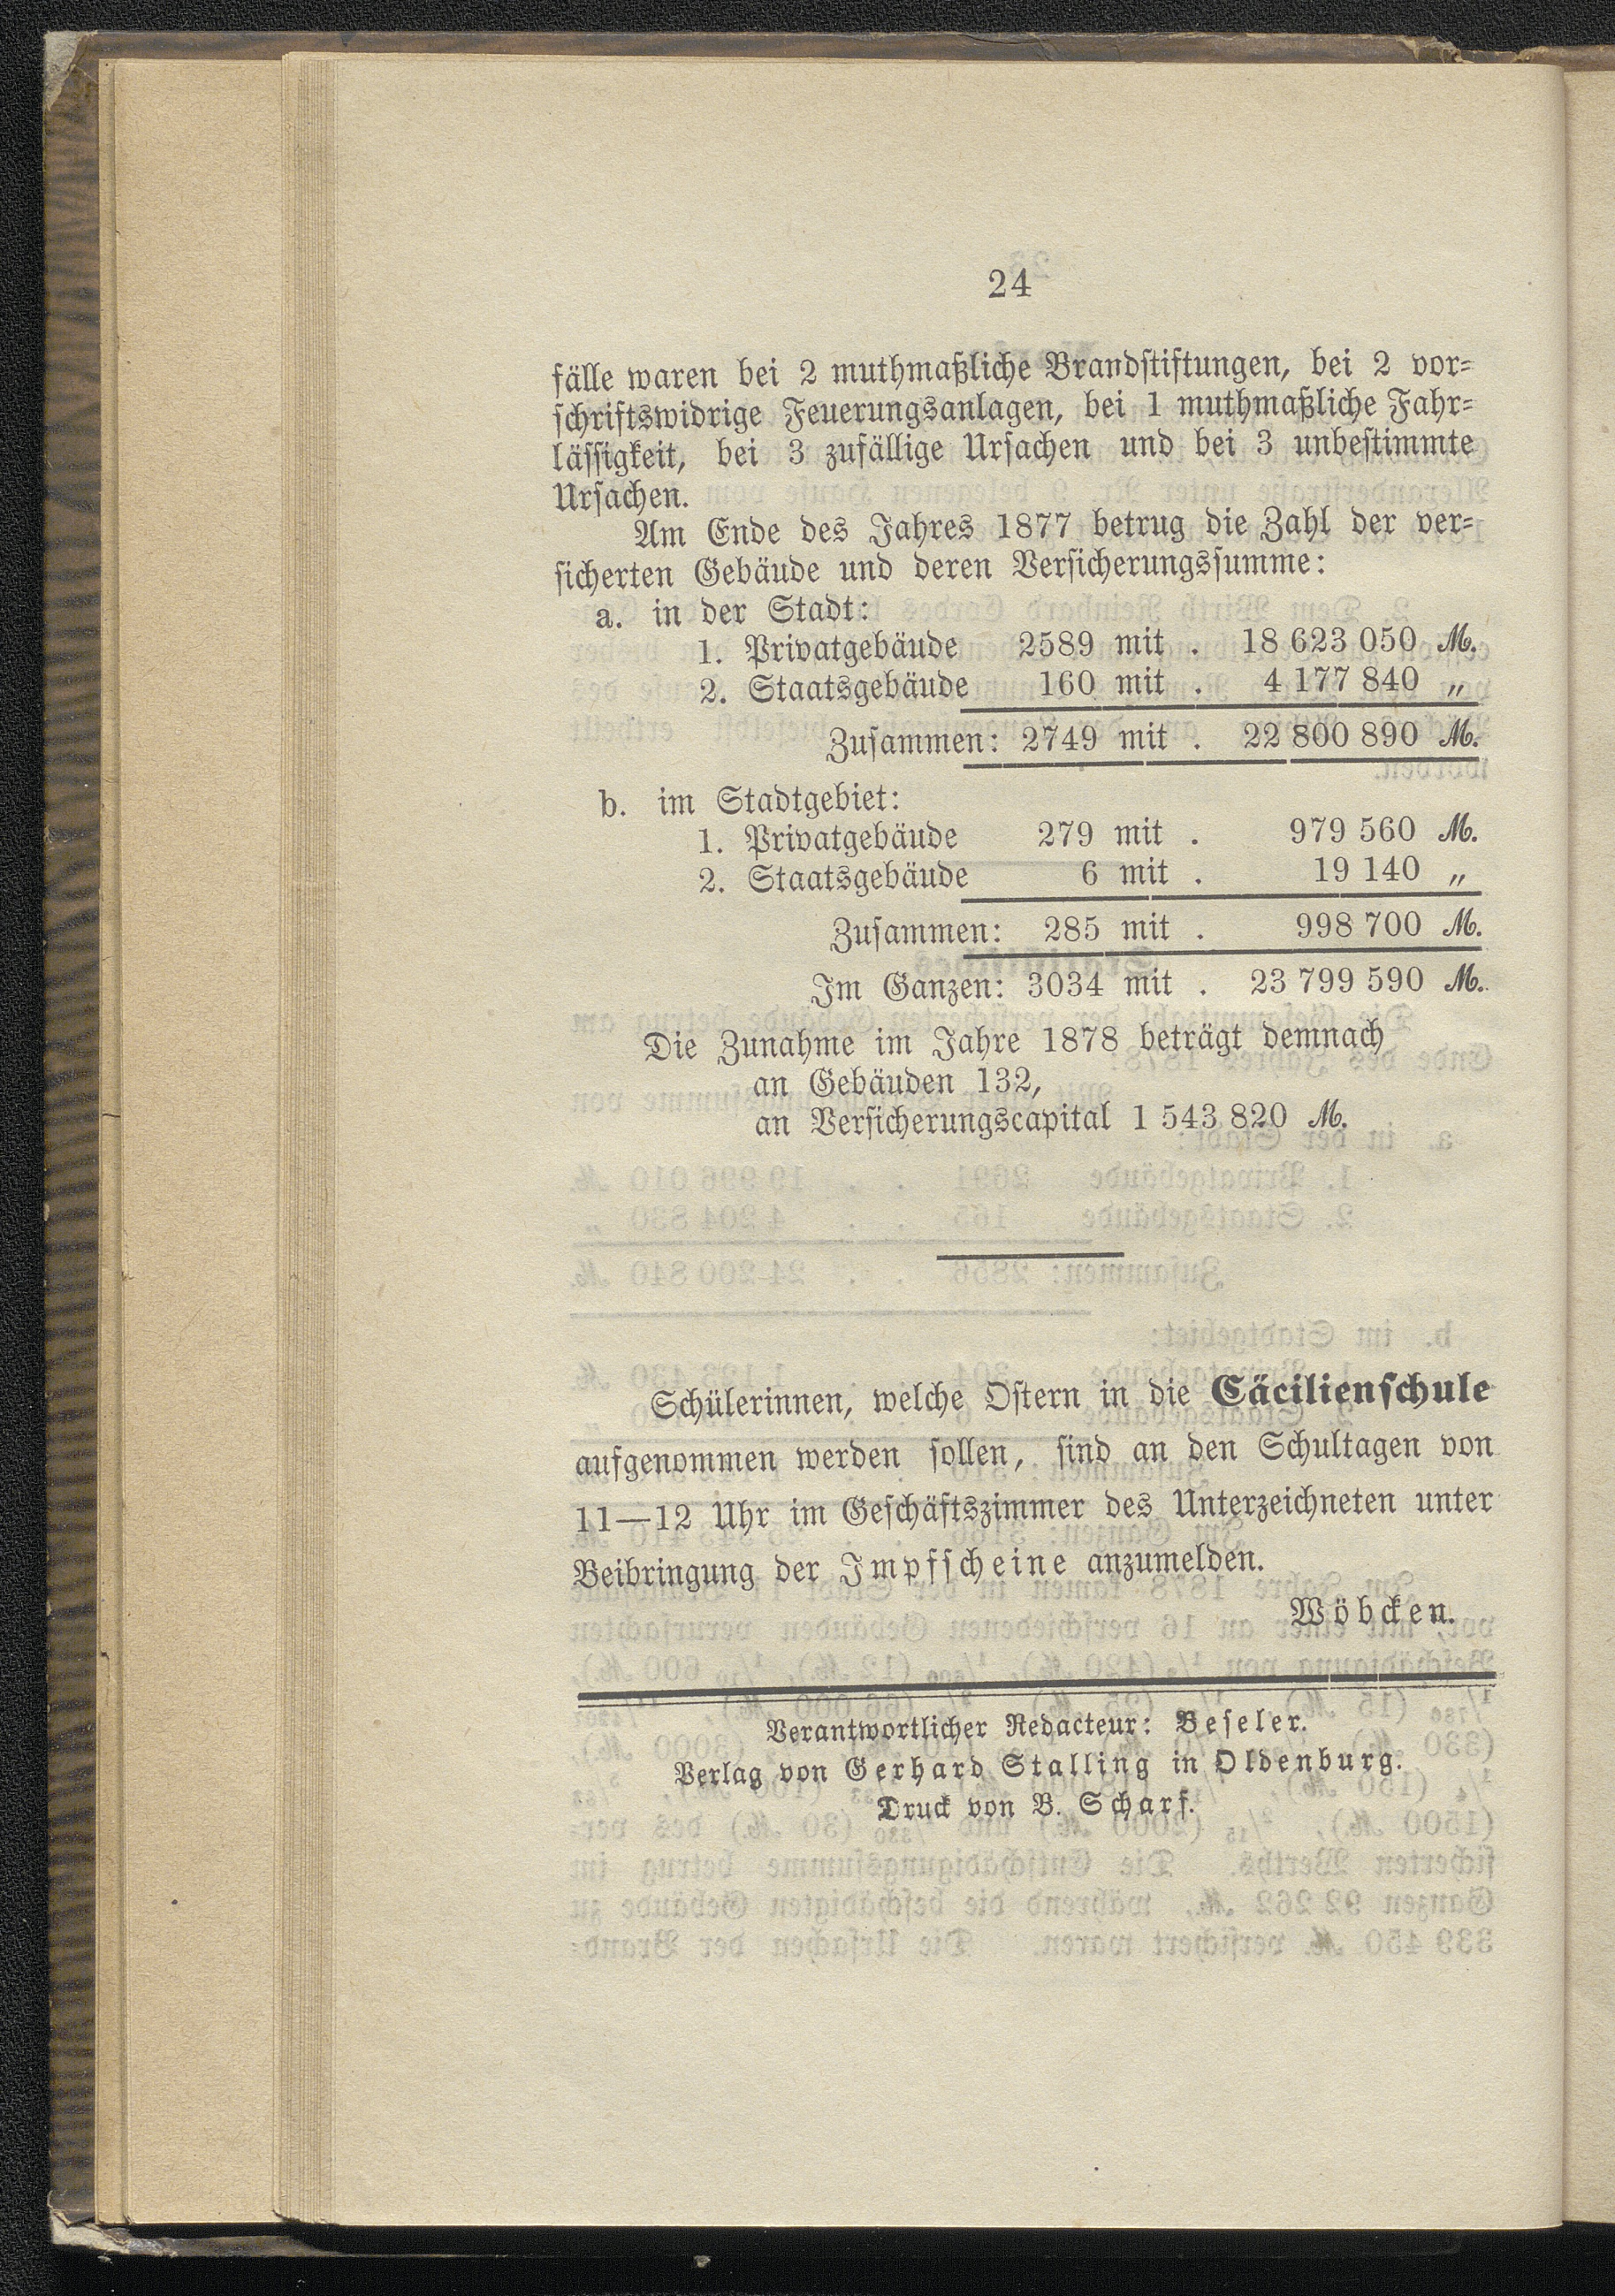 24
fälle waren bei 2 muthmaßliche Brandstiftungen, bei 2 vor=
schriftswidrige Feuerungsanlagen, bei 1 muthmaßliche Fahr=
lässigkeit, bei 3 zufällige Ursachen und bei 3 unbestimmte
Ursachen.
Am Ende des Jahres 1877 betrug die Zahl der ver=
sicherten Gebäude und deren Versicherungssumme:
a. in der Stadt:
1. Privatgebäude 2589 mit . 18 623 050 M.
2. Staatsgebäude 160 mit . 4 177 840 „
Zusammen: 2749 mit . 22 800 890 M.
b. im Stadtgebiet:
1. Privatgebäude 279 mit . 979 560 M.
2. Staatsgebäude 6 mit . 19 140 „
Zusammen: 285 mit . 998 700 M.
Im Ganzen: 3034 mit . 23 799 590 M.
Die Zunahme im Jahre 1878 beträgt demnach
an Gebäuden 132,
an Versicherungscapital 1 543 820 M.
Schülerinnen, welche Ostern in die Cäcilienschule
aufgenommen werden sollen, sind an den Schultagen von
11—12 Uhr im Geschäftszimmer des Unterzeichneten unter
Beibringung der Impfscheine anzumelden.
Wöbcken.
Verantwortlicher Redacteur: Beseler.
Verlag von Gerhard Stalling in Oldenburg.
Druck von B. Scharf.